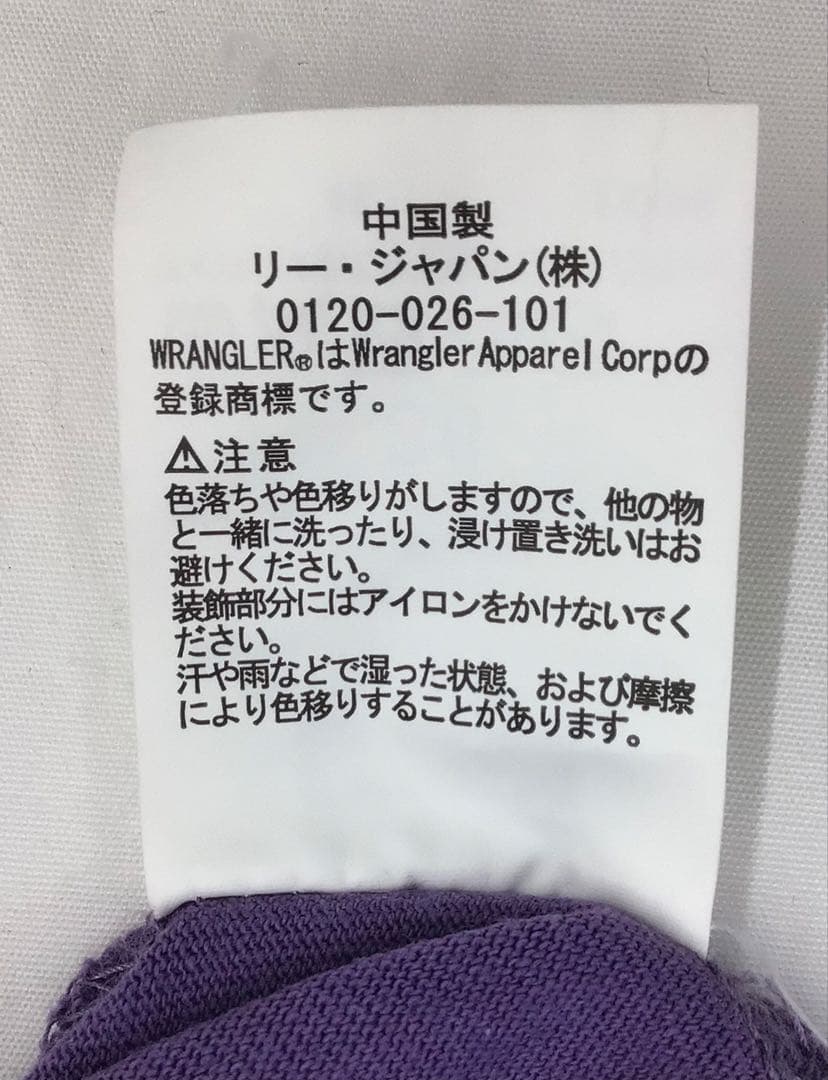 中国製
リー・ジャパン(株)
0120-026-101
WRANGLER®はWrangler Apparel Corpの
登録商標です。
⚠注意
色落ちや色移りがしますので、他の物
と一緒に洗ったり、浸け置き洗いはお
避けください。
装飾部分にはアイロンをかけないでく
ださい。
汗や雨などで湿った状態、および摩擦
により色移りすることがあります。